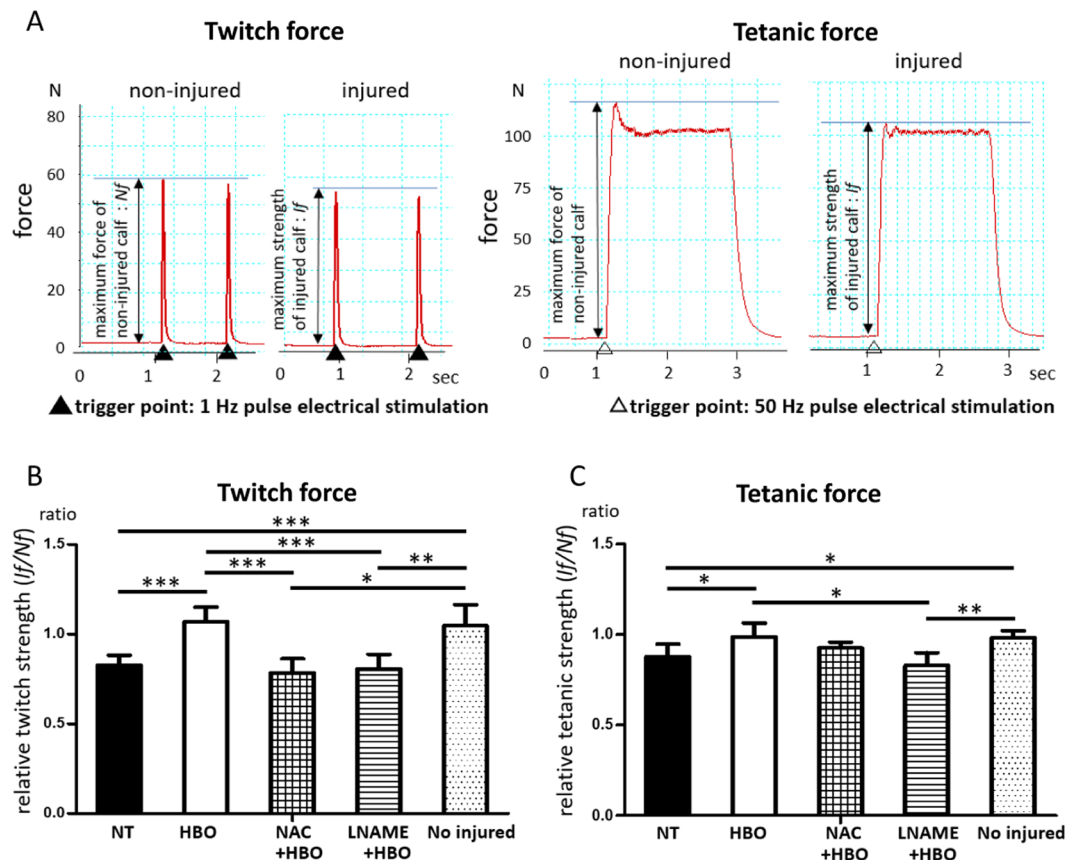 A
Twitch force
Tetanic force
non-injured
injured
non-injured
injured
N
80
60
40
20
0
force
maximum force of
non-injured calf : Nf
maximum strength
of injured calf : If
1
2
1
2
sec
▲trigger point: 1 Hz pulse electrical stimulation
N
100
75
50
25
0
force
maximum force of
non-injured calf
maximum strength
of injured calf : If
0
1
2
3
1
2
3
sec
△trigger point: 50 Hz pulse electrical stimulation
0
B
Twitch force
ratio
relative twitch strength (If/Nf)
1.5
1.0
0.5
0.0
***
***
***
***
**
*
NT
HBO
NAC
+HBO
LNAME
+HBO
No injured
C
Tetanic force
ratio
relative tetanic strength (If/Nf)
1.5
1.0
0.5
0.0
*
*
*
**
NT
HBO
NAC
+HBO
LNAME
+HBO
No injured